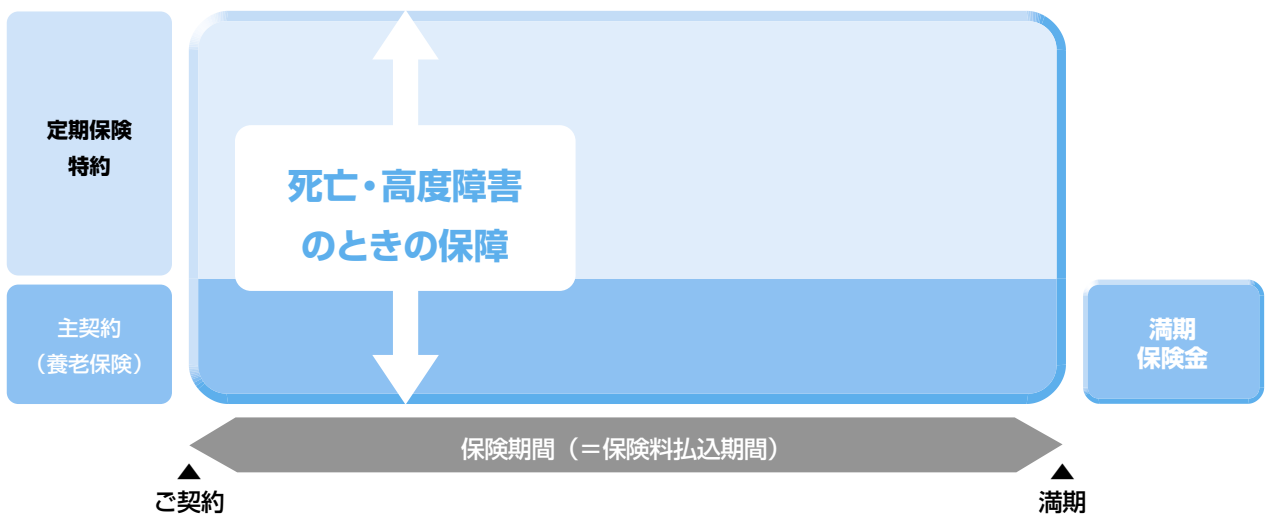 定期保険
特約
死亡・高度障害
のときの保障
主契約
（養老保険）
満期
保険金
保険期間（＝保険料払込期間）
▲
ご契約
▲
満期